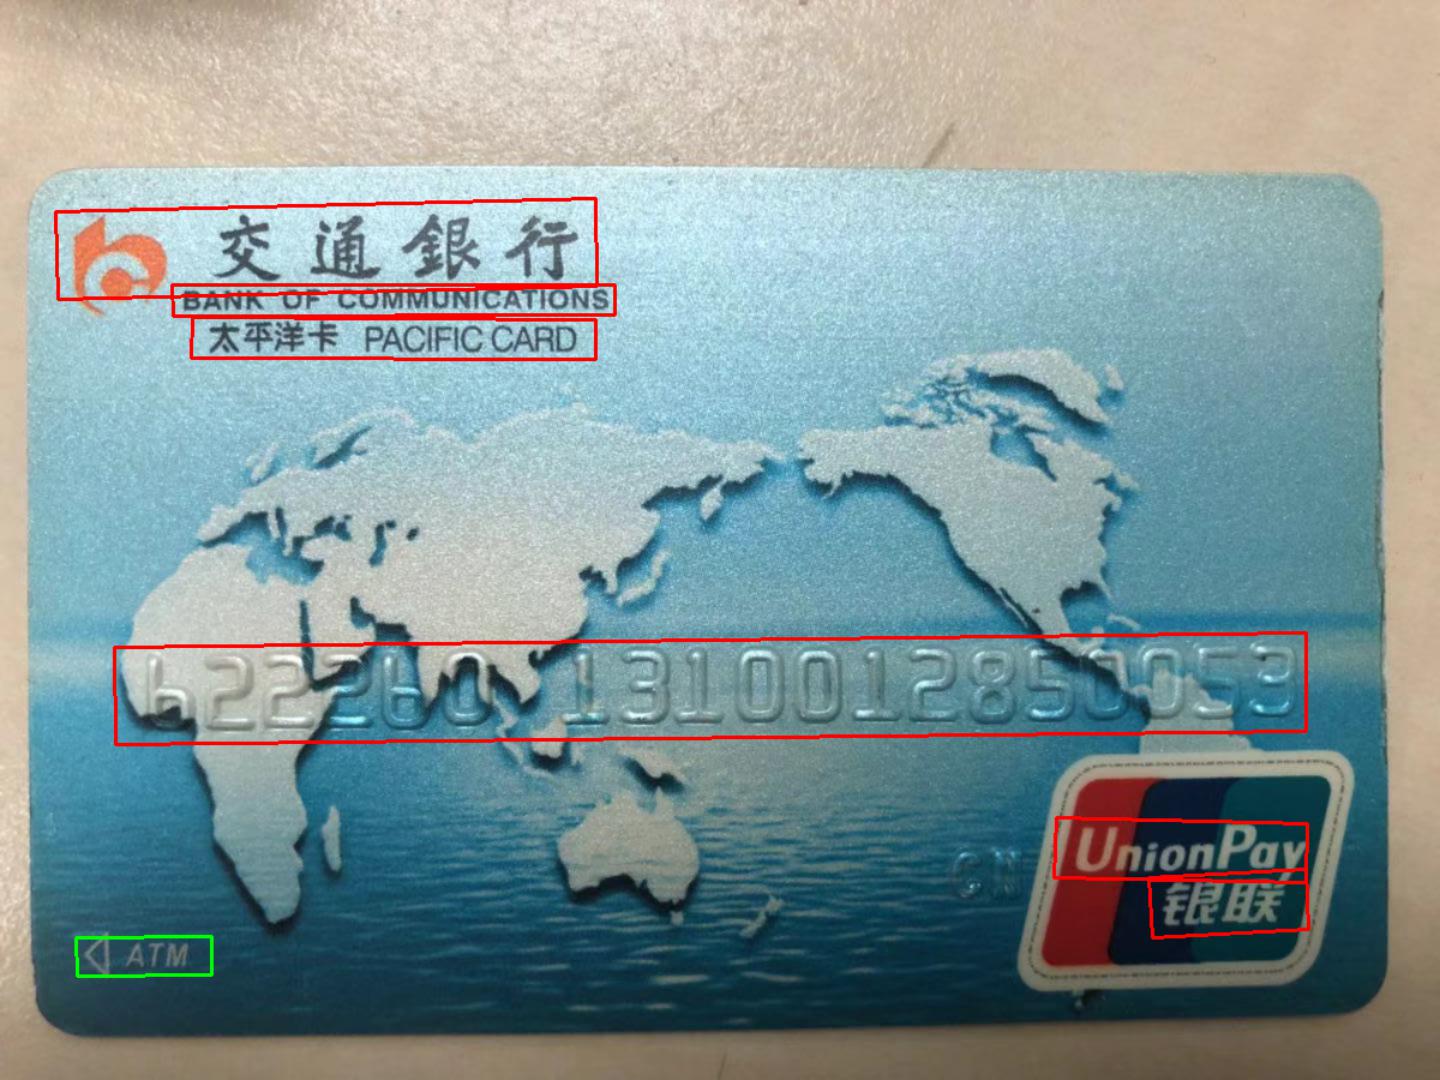 交通銀行
BANK OF COMMUNICATIONS
太平洋卡 PACIFIC CARD
622260 1310012850053
UnionPay
CN
银联
ATM